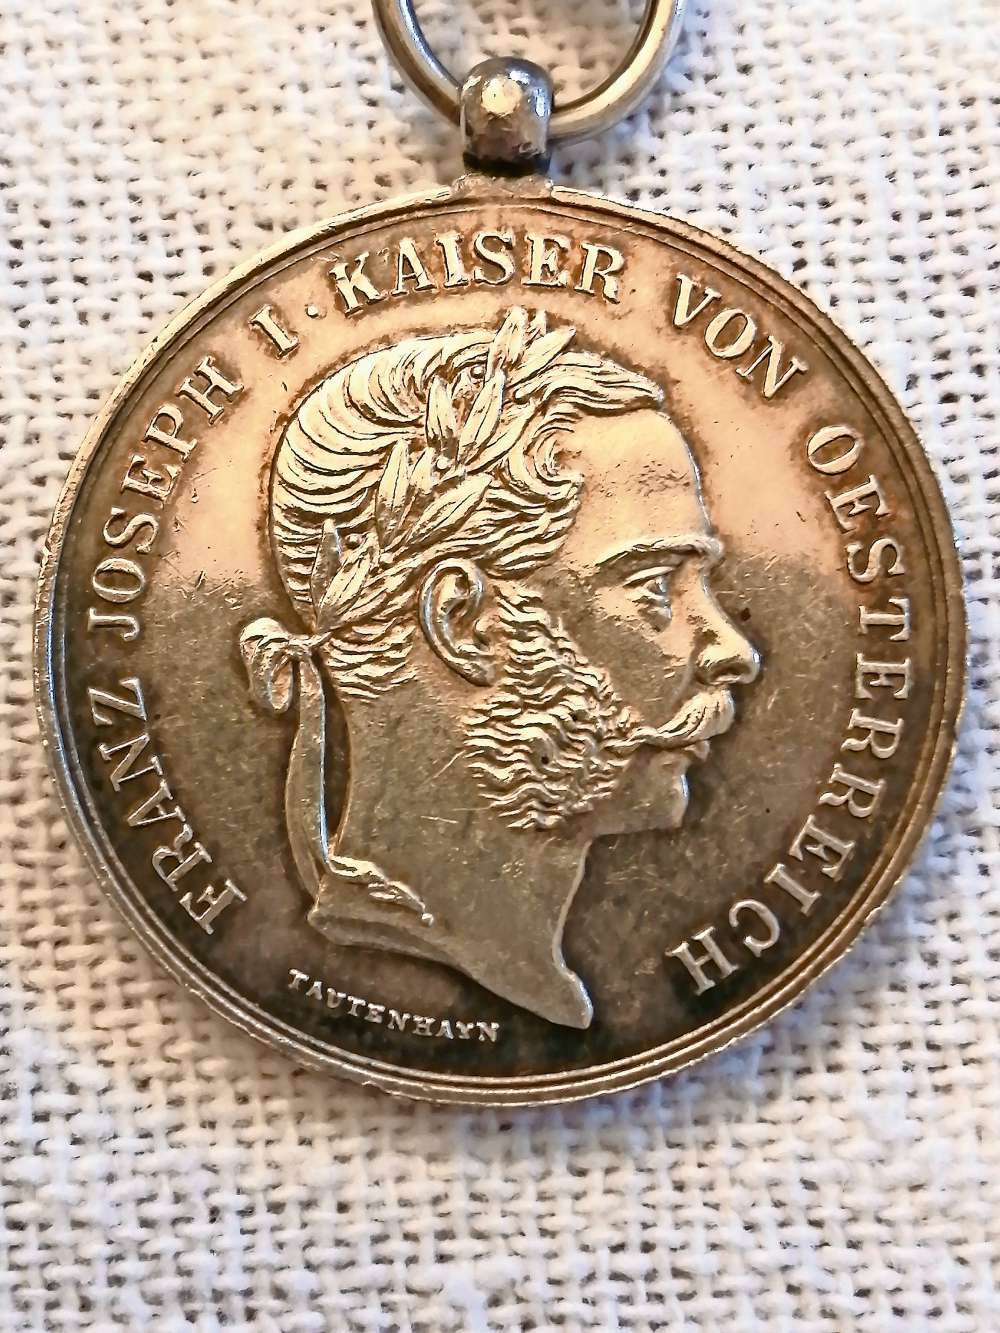 FRANZ JOSEPH I · KAISER VON OESTERREICH
TAUTENHAYN